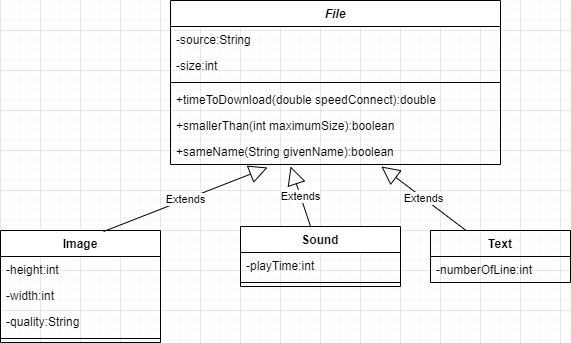 File
-source:String
-size:int
+timeToDownload(double speedConnect):double
+smallerThan(int maximumSize):boolean
+sameName(String givenName):boolean
Extends
Extends
Extends
Image
-height:int
-width:int
-quality:String
Sound
-playTime:int
Text
-numberOfLine:int